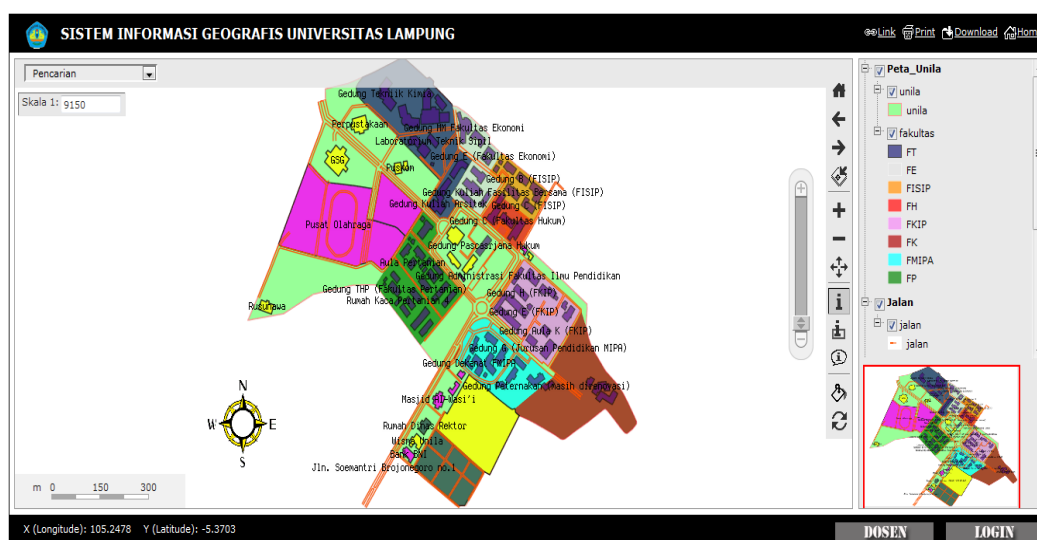 SISTEM INFORMASI GEOGRAFIS UNIVERSITAS LAMPUNG
Link Print Download Hom
Pencarian
Skala 1: 9150
Gedung Tekniik Kimia
Perpustakaan
Gedung MM Fakultas Ekonomi
Laboratorium Teknik Sipil
GSG
Gedung E (Fakultas Ekonomi)
Puskom
Gedung B (FISIP)
Gedung Kuliah Fasilitas Bersama (FISIP)
Gedung Kuliah Arsitek
Gedung C (FISIP)
Pusat Olahraga
Gedung C (Fakultas Hukum)
Gedung Pascasrjana Hukum
Aula Pertanian
Gedung Administrasi Fakultas Ilmu Pendidikan
Gedung THP (Fakultas Pertanian)
Gedung H (FKIP)
Rumah Kaca Pertanian 4
Rusunawa
Gedung E (FKIP)
Gedung Aula K (FKIP)
Gedung G (Jurusan Pendidikan MIPA)
Gedung Dekanat FMIPA
Gedung Peternakan (masih direnovasi)
Masjid Al-Wasi'i
Rumah Dinas Rektor
Wisma Unila
Bank BNI
Jln. Soemantri Brojonegoro no.1
N
W E
S
m 0 150 300
Peta_Unila
unila
unila
fakultas
FT
FE
FISIP
FH
FKIP
FK
FMIPA
FP
Jalan
jalan
jalan
X (Longitude): 105.2478 Y (Latitude): -5.3703
DOSEN LOGIN